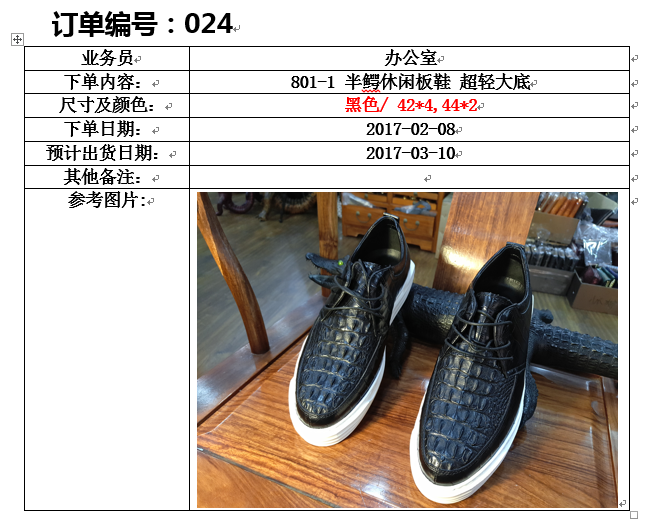 订单编号：024
业务员 办公室
下单内容： 801-1 半鳄休闲板鞋 超轻大底
尺寸及颜色： 黑色/ 42*4,44*2
下单日期： 2017-02-08
预计出货日期： 2017-03-10
其他备注：
参考图片: